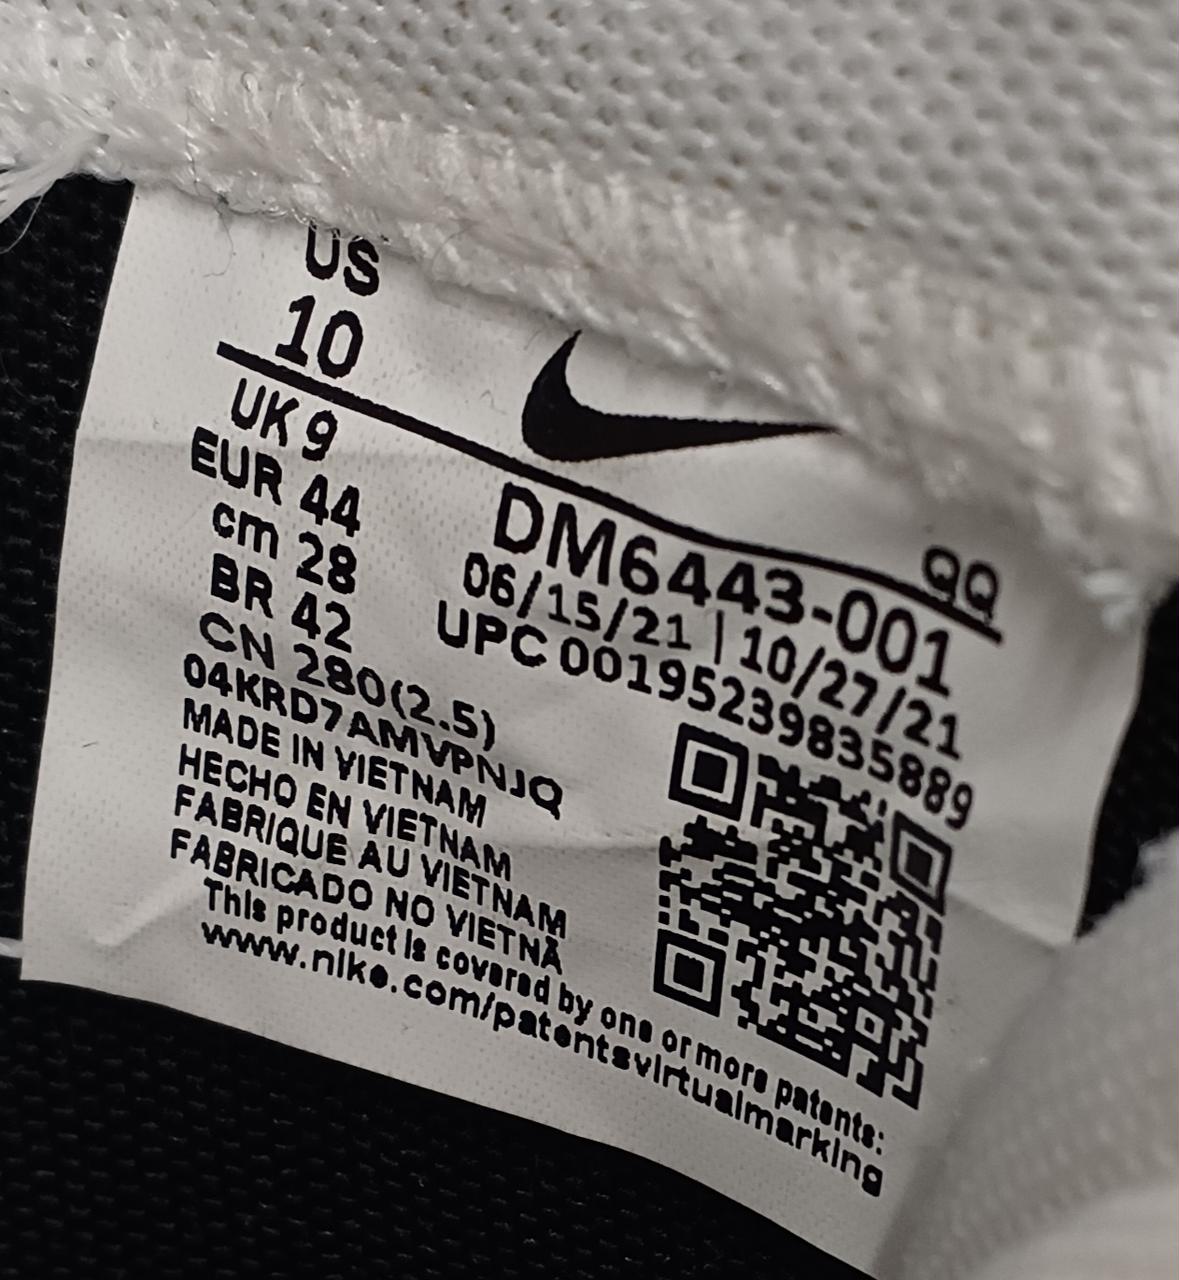 US
10
UK 9
EUR 44
cm 28
BR 42
CN 280(2.5)
04KRD7AMVPNJQ
MADE IN VIETNAM
HECHO EN VIETNAM
FABRIQUE AU VIETNAM
FABRICADO NO VIETNÃ
This product is covered by one or more patents:
www.nike.com/patentsvirtualmarking
QQ
DM6443-001
06/15/21 | 10/27/21
UPC 00195239835889